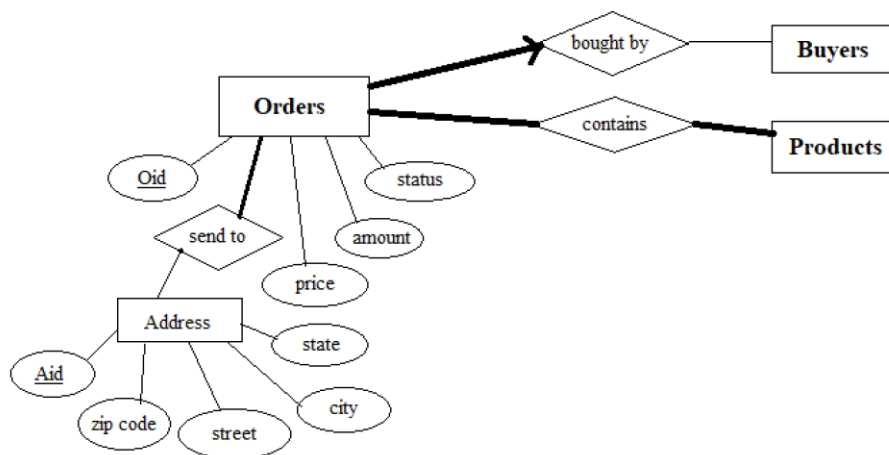 bought by
Buyers
Orders
contains
Products
Oid
status
send to
amount
price
Address
state
Aid
city
zip code
street